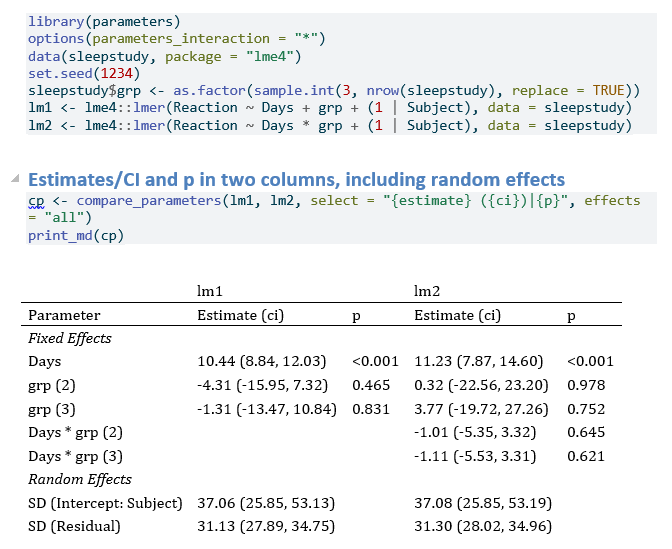 library(parameters)
options(parameters_interaction = "*")
data(sleepstudy, package = "lme4")
set.seed(1234)
sleepstudy$grp <- as.factor(sample.int(3, nrow(sleepstudy), replace = TRUE))
lm1 <- lme4::lmer(Reaction ~ Days + grp + (1 | Subject), data = sleepstudy)
lm2 <- lme4::lmer(Reaction ~ Days * grp + (1 | Subject), data = sleepstudy)
Estimates/CI and p in two columns, including random effects
cp <- compare_parameters(lm1, lm2, select = "{estimate} ({ci})|{p}", effects
= "all")
print_md(cp)
lm1 lm2
Parameter Estimate (ci) p Estimate (ci) p
Fixed Effects
Days 10.44 (8.84, 12.03) <0.001 11.23 (7.87, 14.60) <0.001
grp (2) -4.31 (-15.95, 7.32) 0.465 0.32 (-22.56, 23.20) 0.978
grp (3) -1.31 (-13.47, 10.84) 0.831 3.77 (-19.72, 27.26) 0.752
Days * grp (2) -1.01 (-5.35, 3.32) 0.645
Days * grp (3) -1.11 (-5.53, 3.31) 0.621
Random Effects
SD (Intercept: Subject) 37.06 (25.85, 53.13) 37.08 (25.85, 53.19)
SD (Residual) 31.13 (27.89, 34.75) 31.30 (28.02, 34.96)